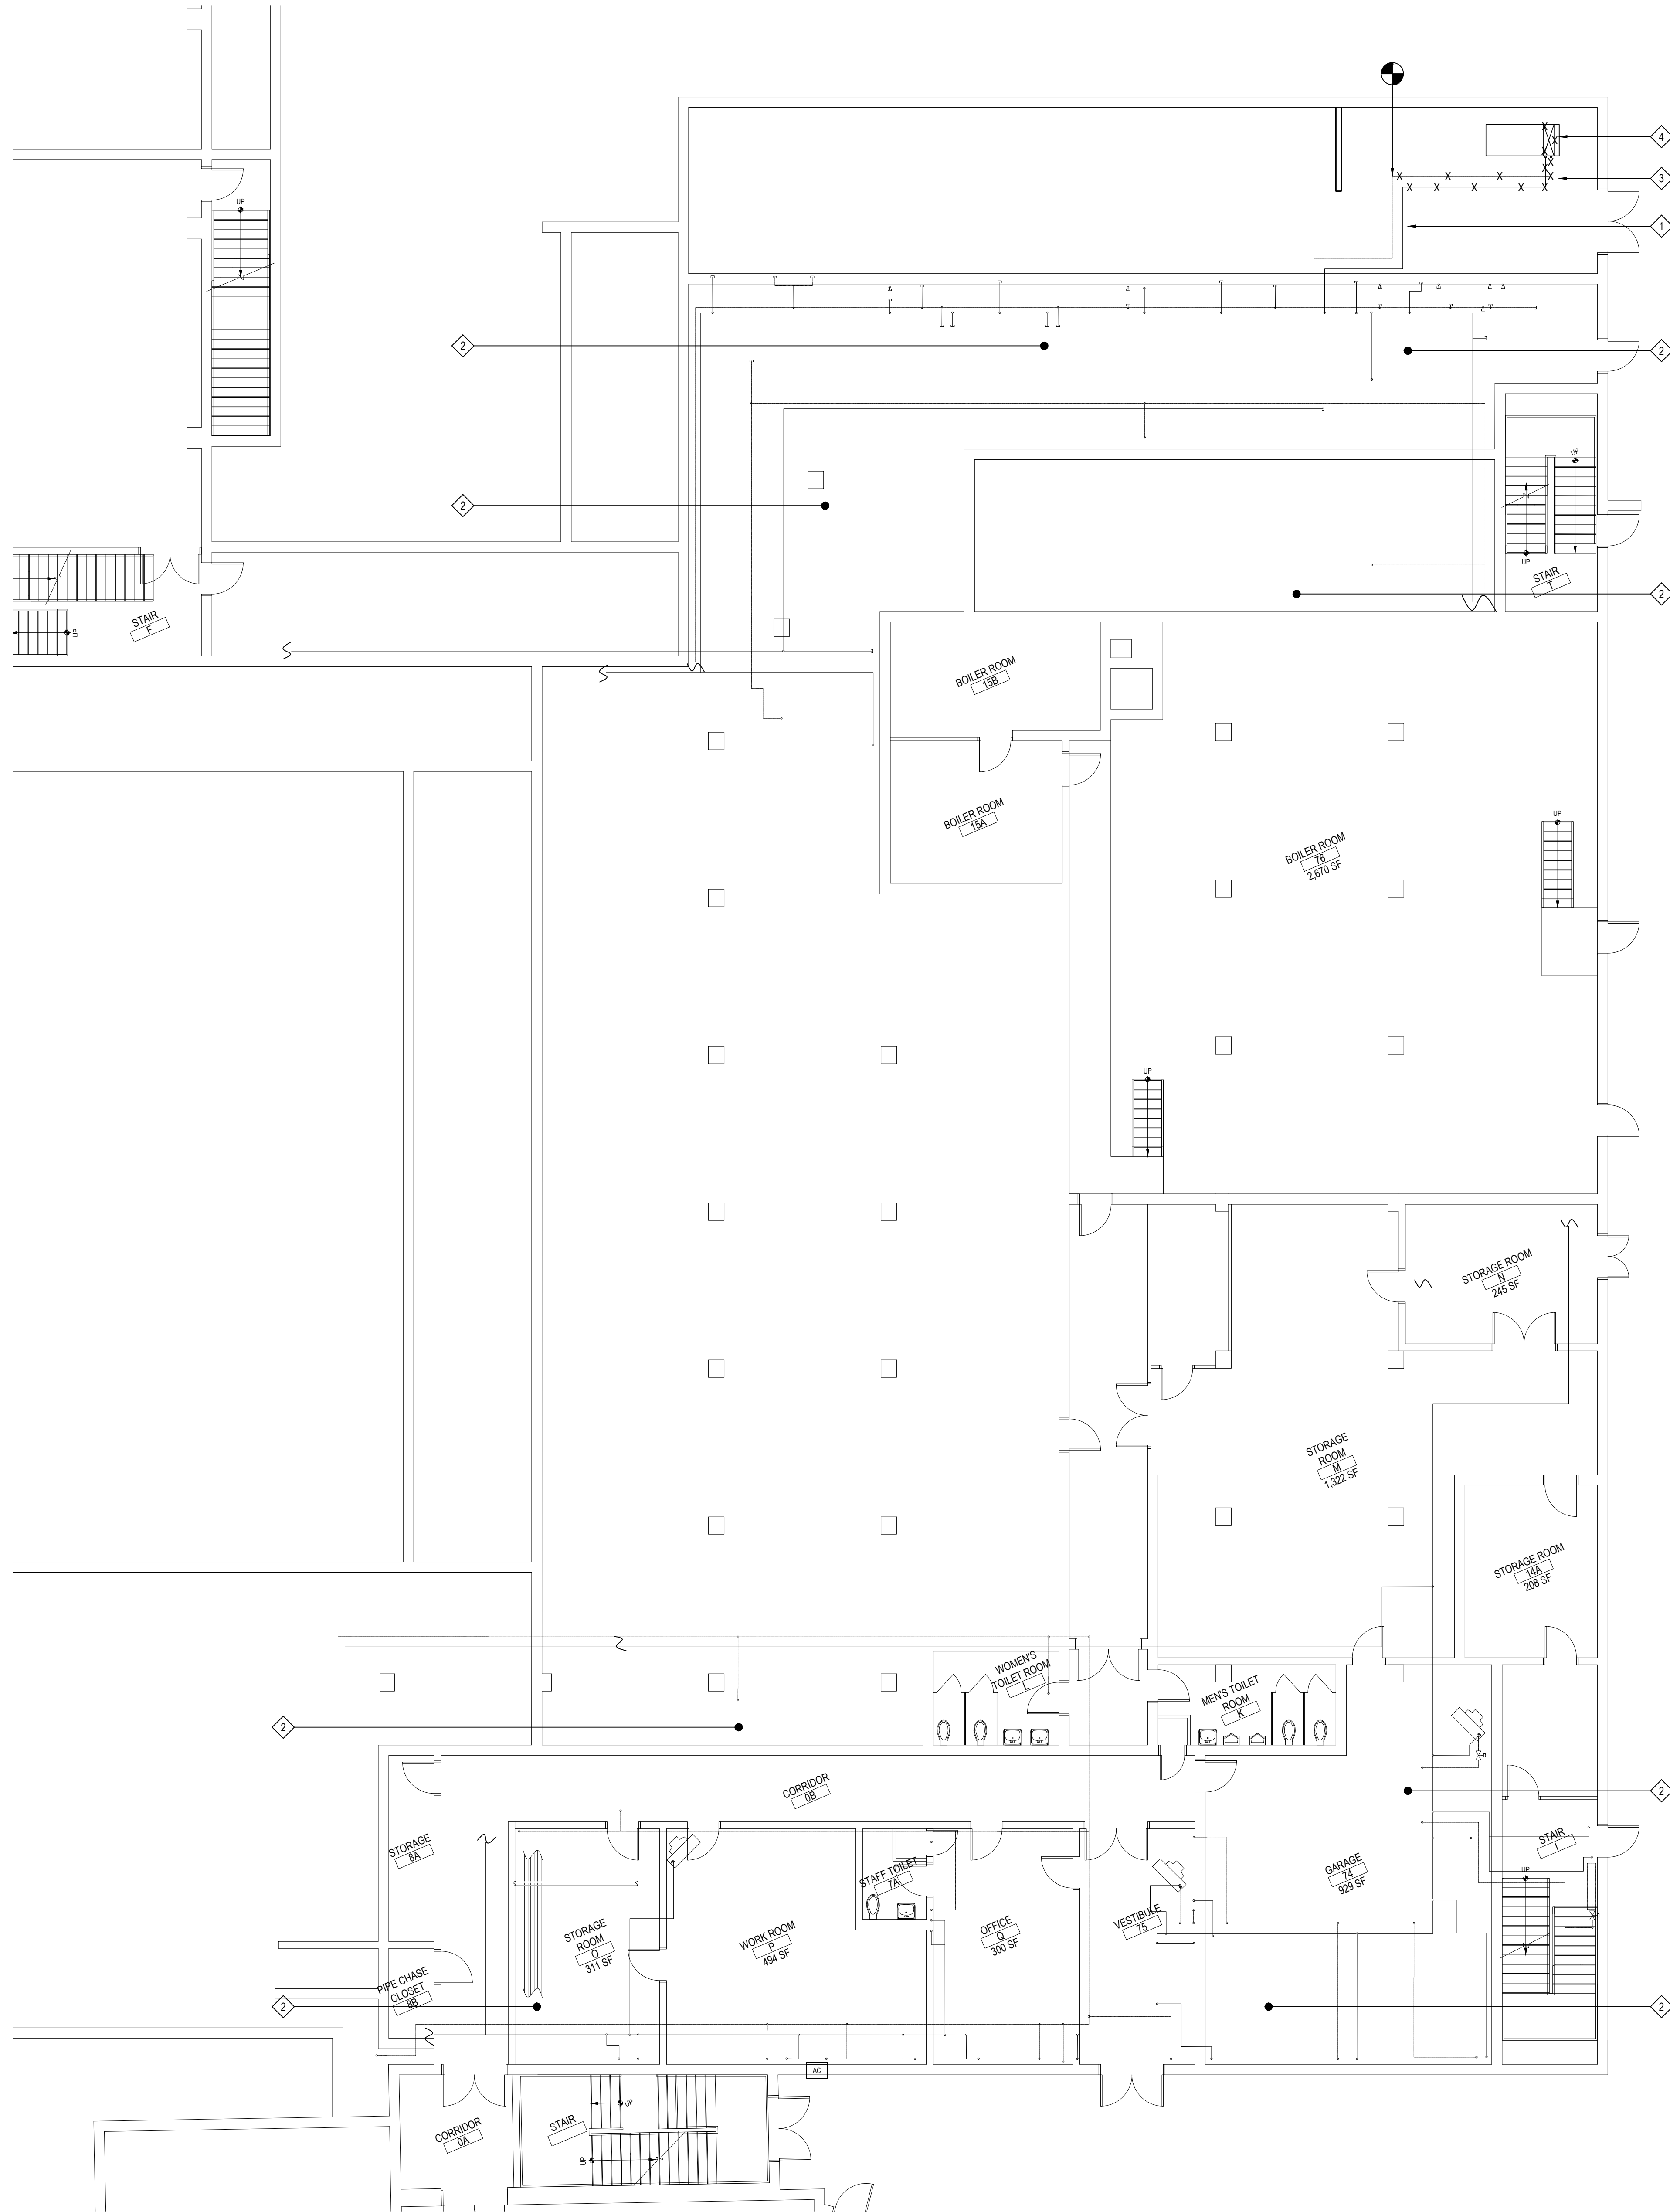 4
3
UP
1
2
2
2
UP
UP
STAIR
T
2
STAIR
F
UP
BOILER ROOM
15B
BOILER ROOM
15A
UP
BOILER ROOM
76
2,670 SF
UP
STORAGE ROOM
N
245 SF
STORAGE
ROOM
M
1,322 SF
STORAGE ROOM
14A
208 SF
WOMEN'S
TOILET ROOM
L
MEN'S TOILET
ROOM
K
2
2
CORRIDOR
0B
STORAGE
8A
STAIR
I
STAFF TOILET
7A
GARAGE
74
929 SF
UP
VESTIBULE
75
OFFICE
Q
300 SF
WORK ROOM
P
494 SF
STORAGE
ROOM
O
311 SF
PIPE CHASE
CLOSET
8B
2
2
AC
UP
STAIR
CORRIDOR
0A
UP